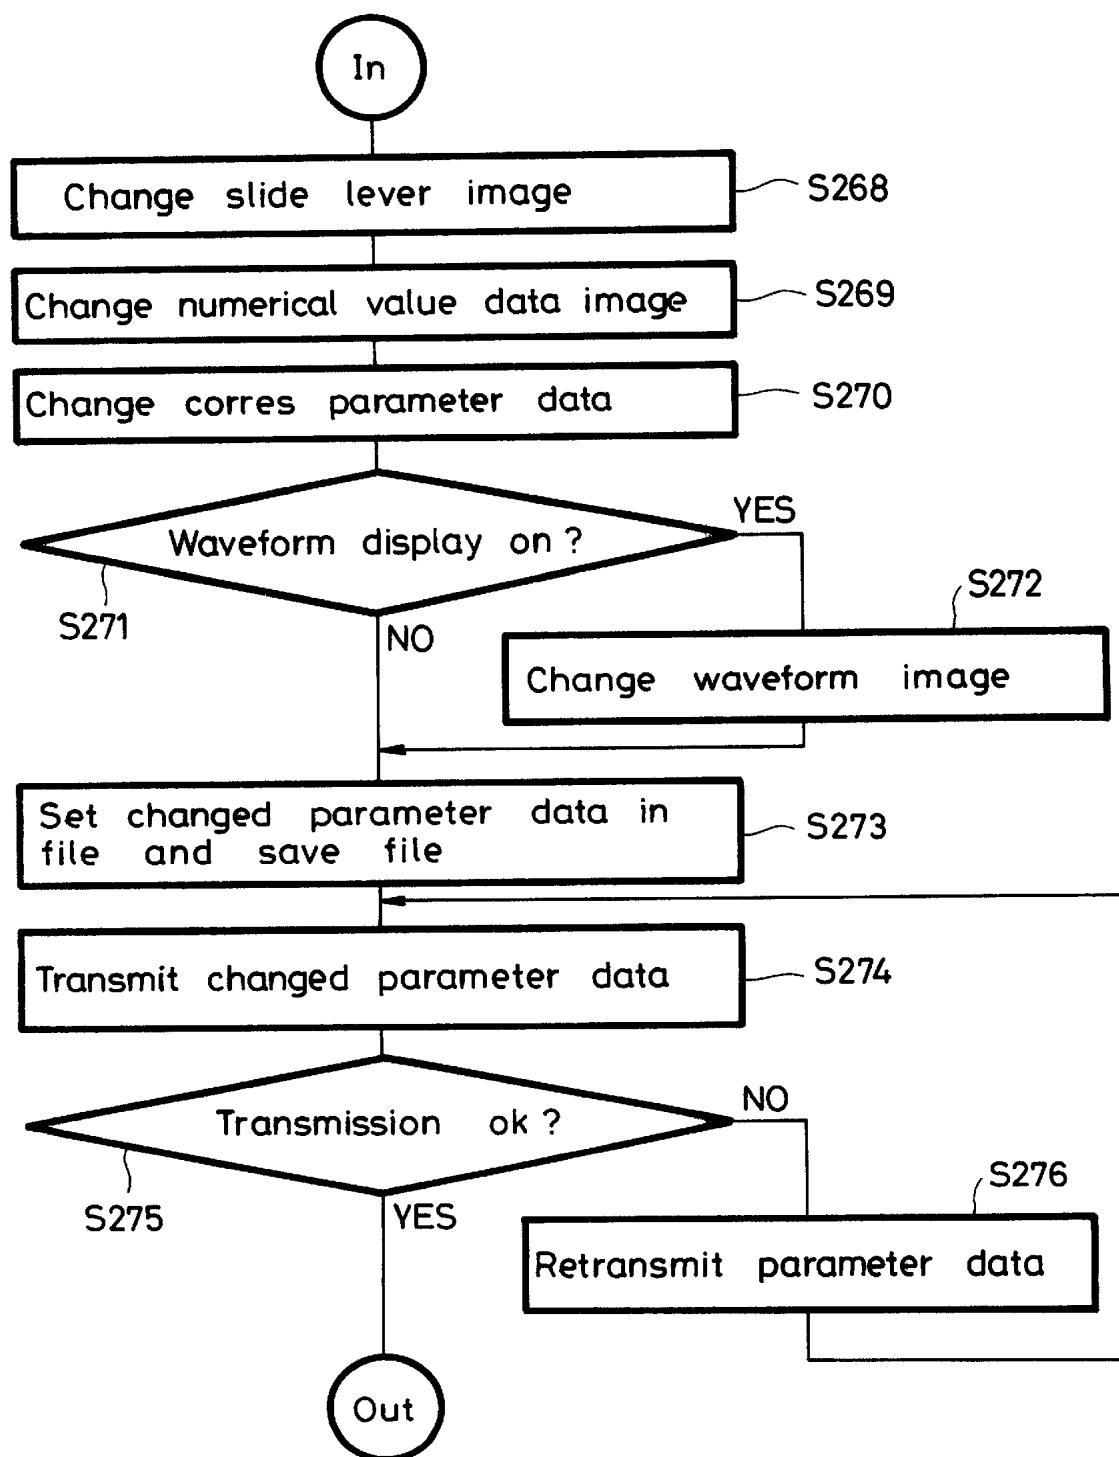 In
Change slide lever image
S268
Change numerical value data image
S269
Change corres parameter data
S270
Waveform display on ?
YES
S271
NO
S272
Change waveform image
Set changed parameter data in
file and save file
S273
Transmit changed parameter data
S274
Transmission ok ?
NO
S275
YES
S276
Retransmit parameter data
Out